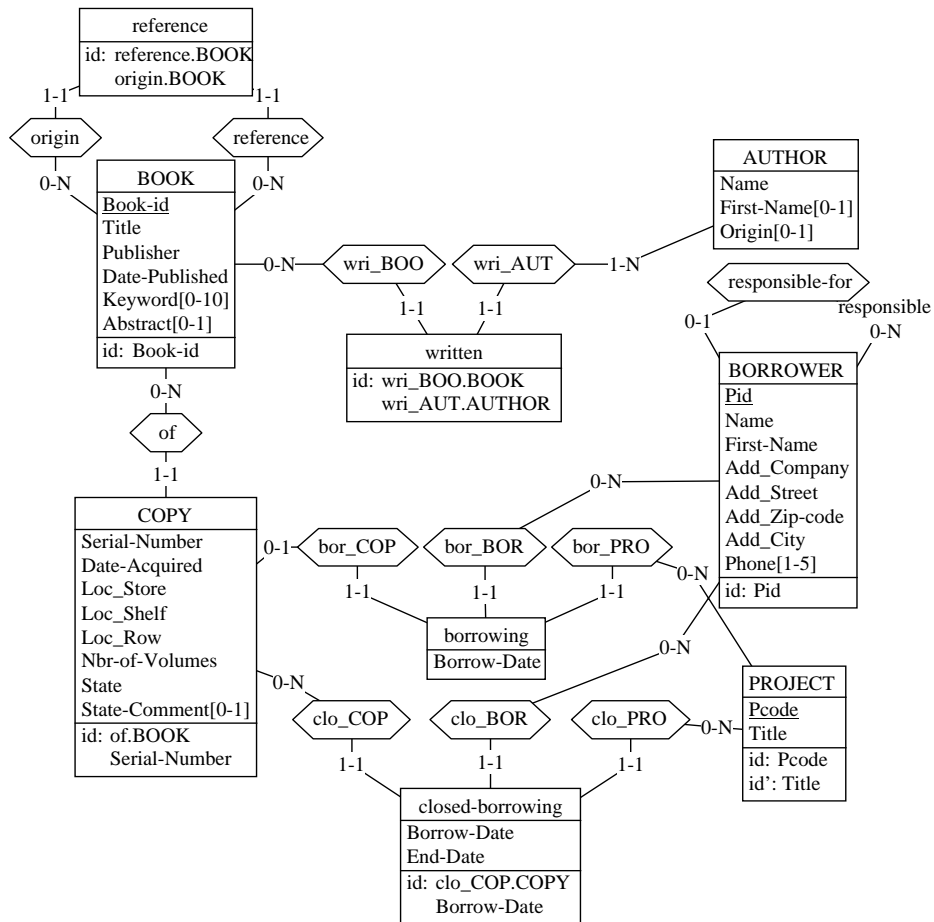 reference
id: reference.BOOK
origin.BOOK
1-1
1-1
origin
reference
0-N
0-N
BOOK
Book-id
Title
Publisher
Date-Published
Keyword[0-10]
Abstract[0-1]
id: Book-id
0-N
wri_BOO
wri_AUT
1-N
1-1
1-1
AUTHOR
Name
First-Name[0-1]
Origin[0-1]
responsible-for
responsible
0-1
0-N
written
id: wri_BOO.BOOK
wri_AUT.AUTHOR
BORROWER
Pid
Name
First-Name
Add_Company
Add_Street
Add_Zip-code
Add_City
Phone[1-5]
id: Pid
0-N
of
1-1
COPY
Serial-Number
Date-Acquired
Loc_Store
Loc_Shelf
Loc_Row
Nbr-of-Volumes
State
State-Comment[0-1]
id: of.BOOK
Serial-Number
0-N
0-1
bor_COP
bor_BOR
bor_PRO
0-N
1-1
1-1
1-1
borrowing
Borrow-Date
0-N
0-N
clo_COP
clo_BOR
clo_PRO
0-N
1-1
1-1
1-1
PROJECT
Pcode
Title
id: Pcode
id': Title
closed-borrowing
Borrow-Date
End-Date
id: clo_COP.COPY
Borrow-Date